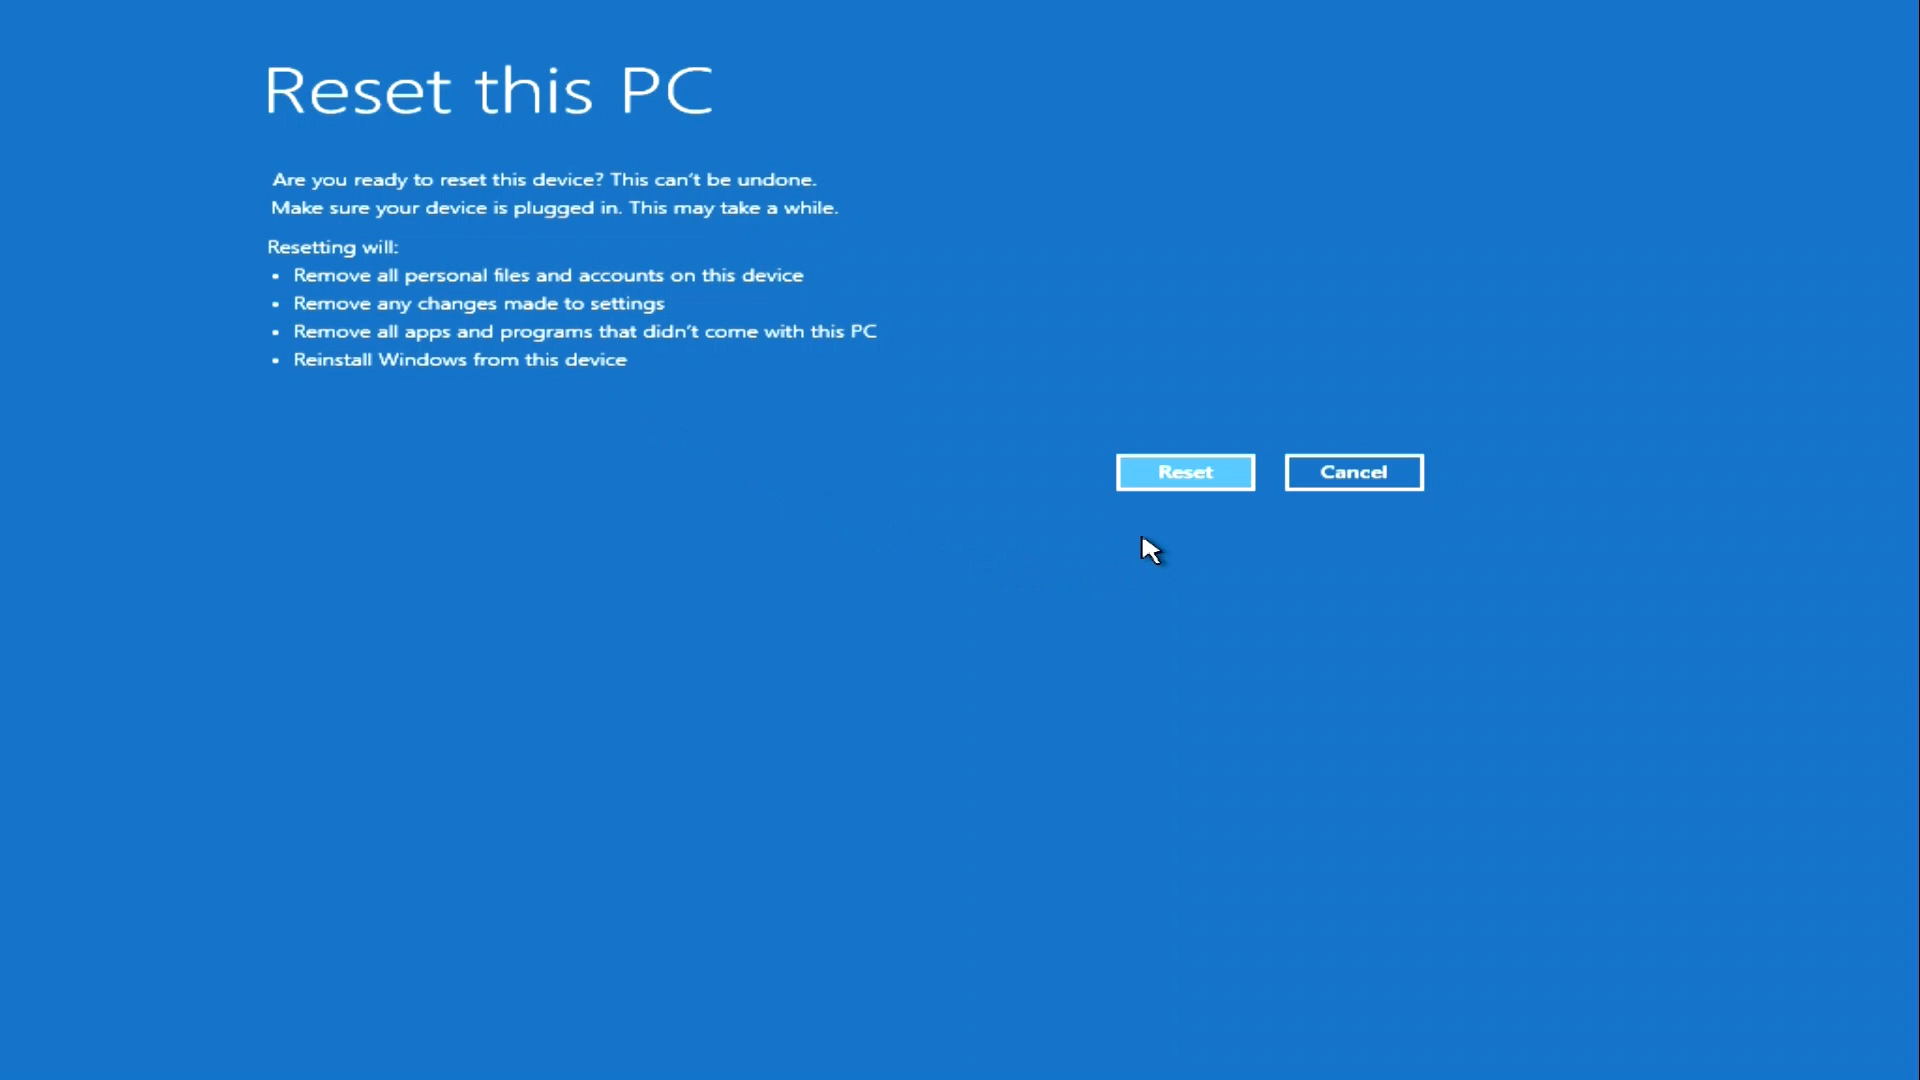 Reset this PC
Are you ready to reset this device? This can't be undone.
Make sure your device is plugged in. This may take a while.
Resetting will:
• Remove all personal files and accounts on this device
• Remove any changes made to settings
• Remove all apps and programs that didn't come with this PC
• Reinstall Windows from this device
Reset
Cancel